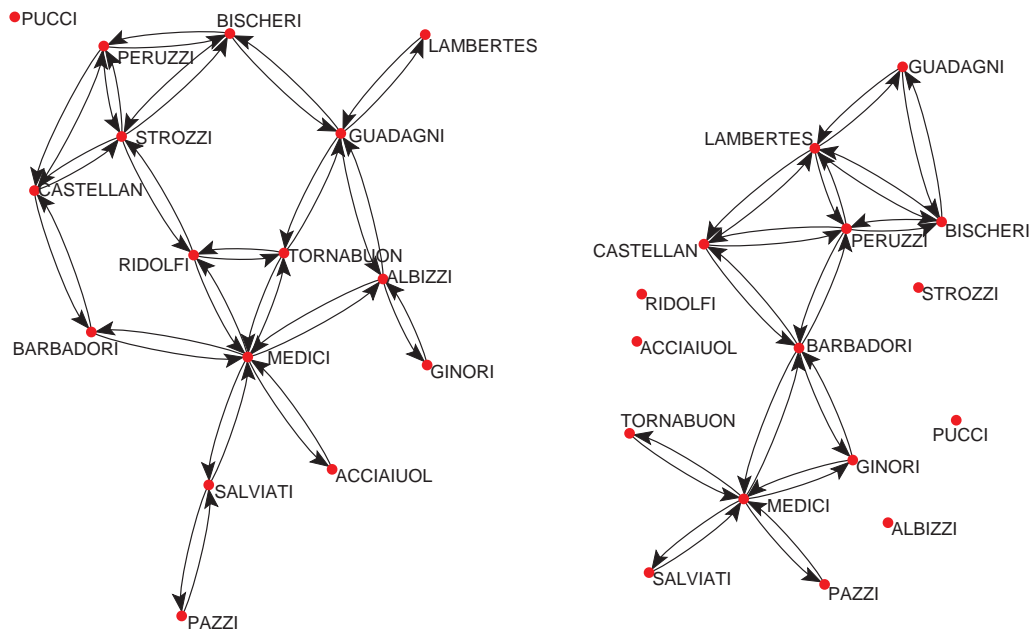 PUCCI
BISCHERI
PERUZZI
LAMBERTES
STROZZI
GUADAGNI
CASTELLAN
RIDOLFI
TORNABUON
ALBIZZI
BARBADORI
MEDICI
GINORI
ACCIAIUOL
SALVIATI
PAZZI
GUADAGNI
LAMBERTES
BISCHERI
PERUZZI
CASTELLAN
STROZZI
RIDOLFI
ACCIAIUOL
BARBADORI
TORNABUON
PUCCI
GINORI
MEDICI
ALBIZZI
SALVIATI
PAZZI